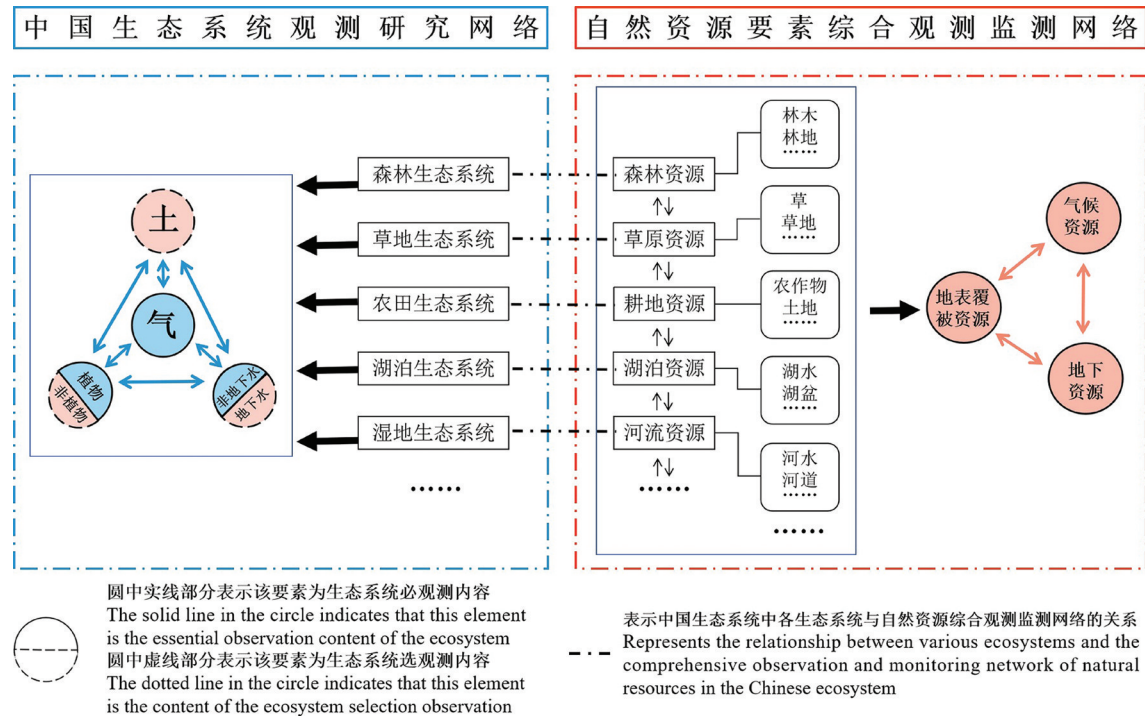 中国生态系统观测研究网络
自然资源要素综合观测监测网络
土
气
植物
非植物
非地下水
地下水
森林生态系统
草地生态系统
农田生态系统
湖泊生态系统
湿地生态系统
……
森林资源
草原资源
耕地资源
湖泊资源
河流资源
……
林木
林地
……
草
草地
……
农作物
土地
……
湖水
湖盆
……
河水
河道
……
……
气候
资源
地表覆
被资源
地下
资源
圆中实线部分表示该要素为生态系统必观测内容
The solid line in the circle indicates that this element
is the essential observation content of the ecosystem
圆中虚线部分表示该要素为生态系统选观测内容
The dotted line in the circle indicates that this element
is the content of the ecosystem selection observation
表示中国生态系统中各生态系统与自然资源综合观测监测网络的关系
Represents the relationship between various ecosystems and the
comprehensive observation and monitoring network of natural
resources in the Chinese ecosystem